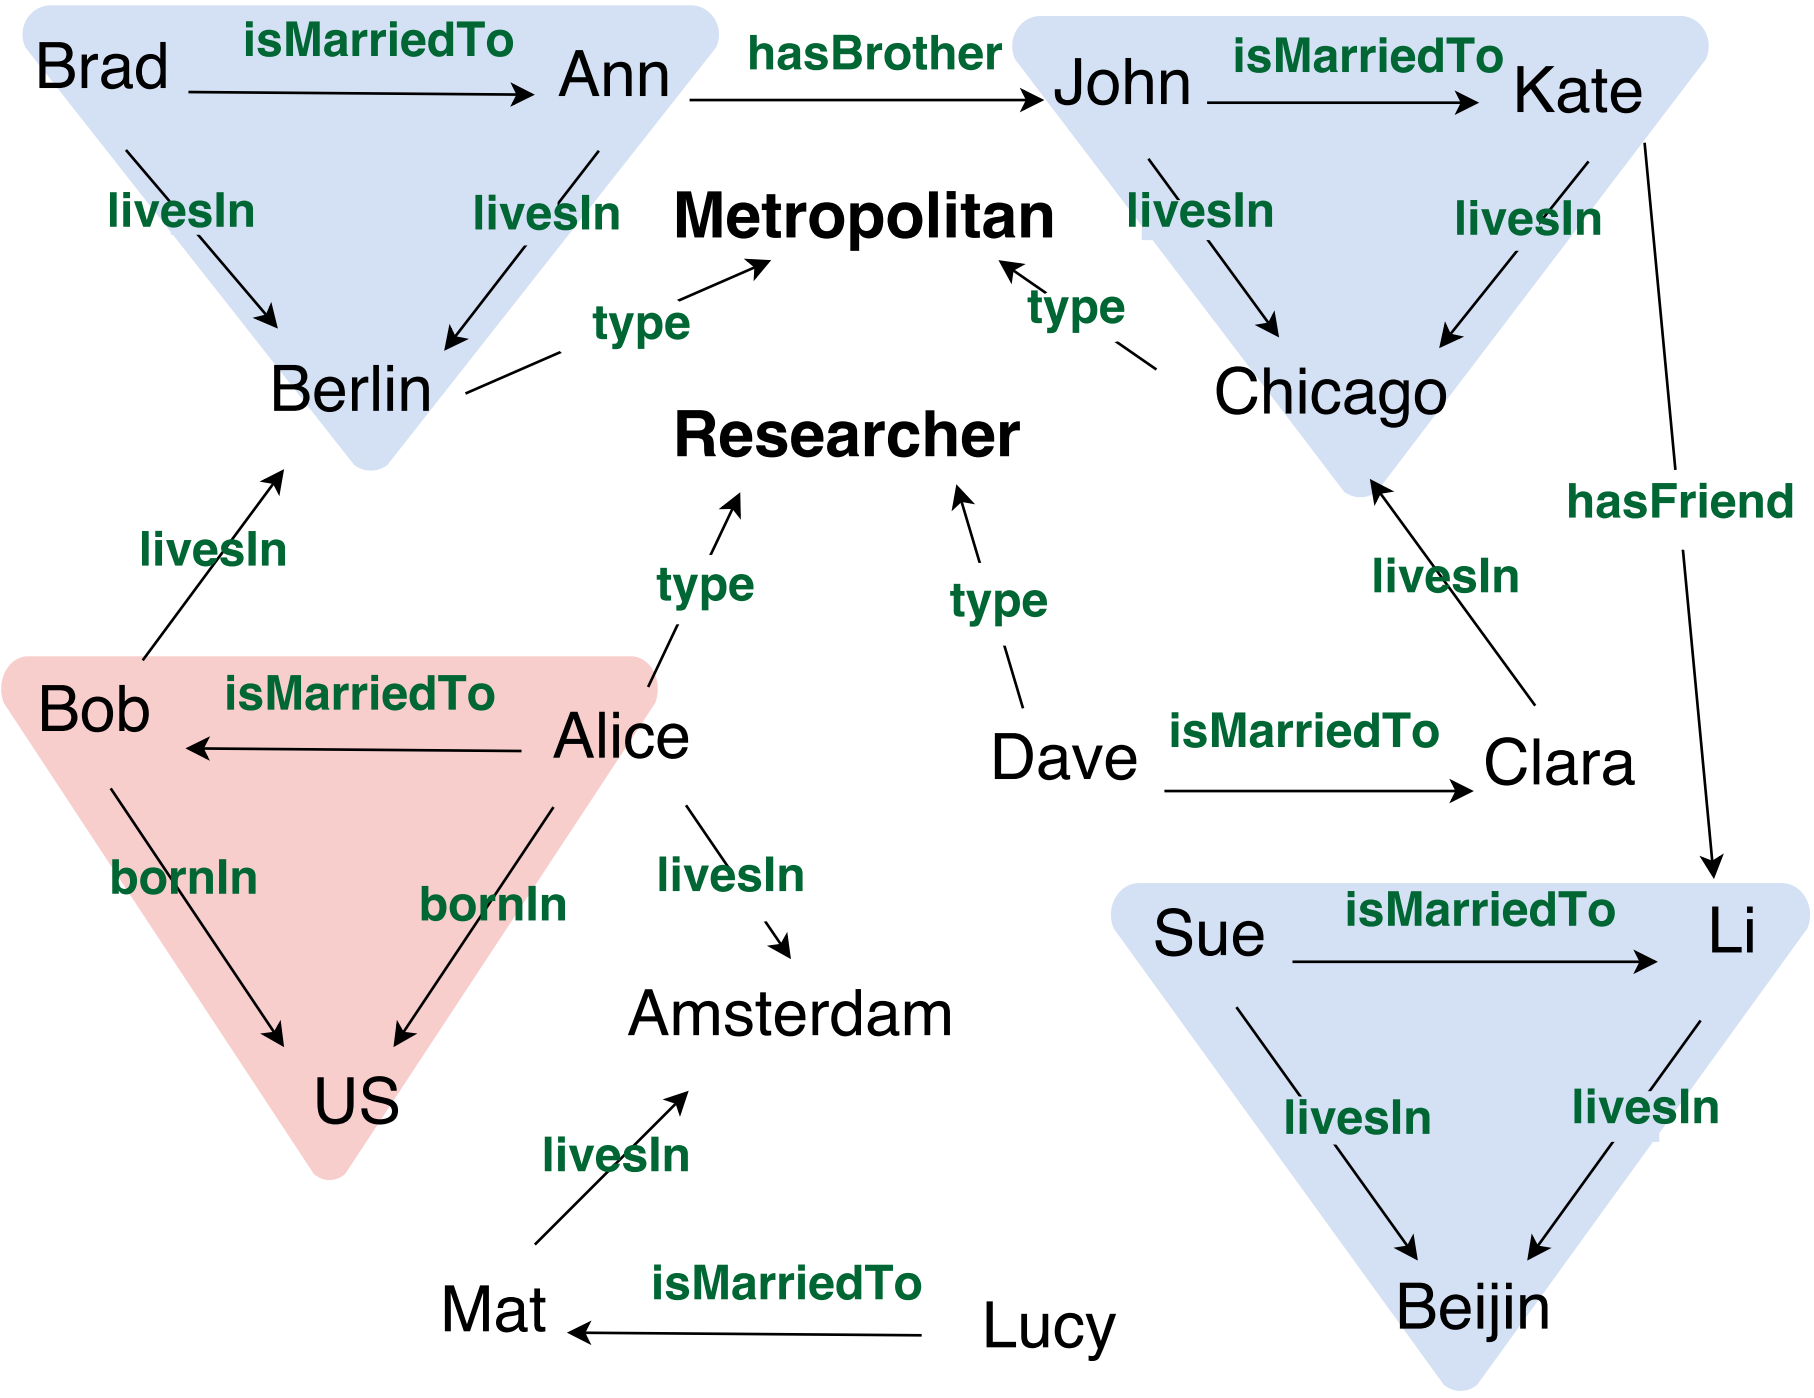 Brad
isMarriedTo
Ann
hasBrother
John
isMarriedTo
Kate
livesIn
livesIn
Metropolitan
livesIn
livesIn
type
type
Berlin
Chicago
Researcher
hasFriend
livesIn
livesIn
type
type
Bob
isMarriedTo
Alice
Dave
isMarriedTo
Clara
bornIn
bornIn
livesIn
Sue
isMarriedTo
Li
Amsterdam
US
livesIn
livesIn
livesIn
Mat
isMarriedTo
Lucy
Beijin